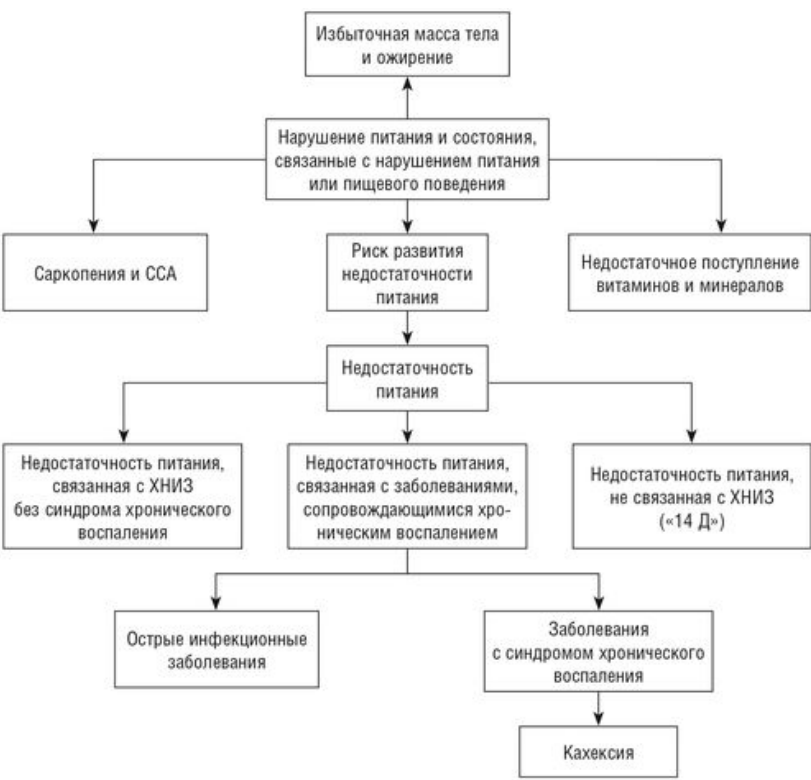 Избыточная масса тела
и ожирение
Нарушение питания и состояния,
связанные с нарушением питания
или пищевого поведения
Саркопения и ССА
Риск развития
недостаточности
питания
Недостаточное поступление
витаминов и минералов
Недостаточность
питания
Недостаточность питания,
связанная с ХНИЗ
без синдрома хронического
воспаления
Недостаточность питания,
связанная с заболеваниями,
сопровождающимися хро-
ническим воспалением
Недостаточность питания,
не связанная с ХНИЗ
(«14 Д»)
Острые инфекционные
заболевания
Заболевания
с синдромом хронического
воспаления
Кахексия